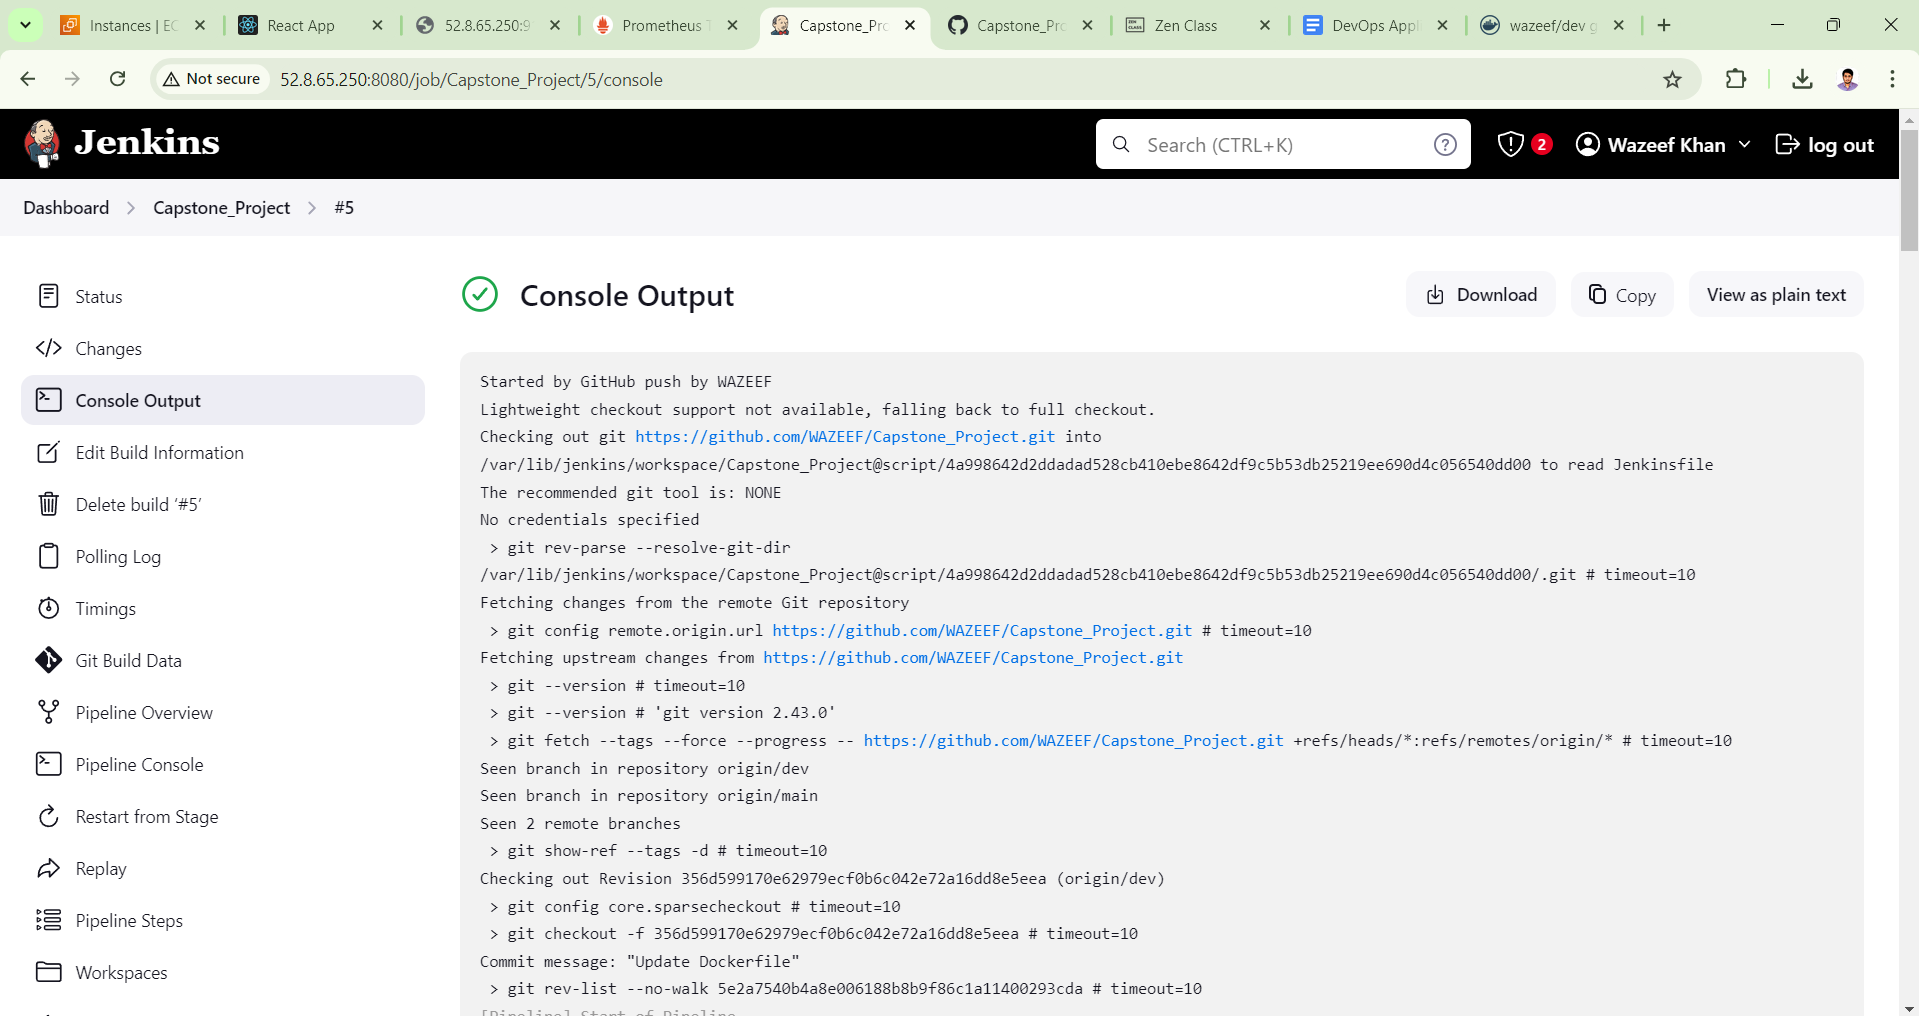 Instances | EC
React App
52.8.65.250:9
Prometheus T
Capstone_Pro
Capstone_Pro
Zen Class
DevOps Appl
wazeef/dev g
Not secure
52.8.65.250:8080/job/Capstone_Project/5/console
Jenkins
Search (CTRL+K)
2
Wazeef Khan
log out
Dashboard > Capstone_Project > #5
Status
Changes
Console Output
Edit Build Information
Delete build ‘#5’
Polling Log
Timings
Git Build Data
Pipeline Overview
Pipeline Console
Restart from Stage
Replay
Pipeline Steps
Workspaces
Console Output
Download
Copy
View as plain text
Started by GitHub push by WAZEEF
Lightweight checkout support not available, falling back to full checkout.
Checking out git https://github.com/WAZEEF/Capstone_Project.git into
/var/lib/jenkins/workspace/Capstone_Project@script/4a998642d2ddadad528cb410ebe8642df9c5b53db25219ee690d4c056540dd00 to read Jenkinsfile
The recommended git tool is: NONE
No credentials specified
> git rev-parse --resolve-git-dir
/var/lib/jenkins/workspace/Capstone_Project@script/4a998642d2ddadad528cb410ebe8642df9c5b53db25219ee690d4c056540dd00/.git # timeout=10
Fetching changes from the remote Git repository
> git config remote.origin.url https://github.com/WAZEEF/Capstone_Project.git # timeout=10
Fetching upstream changes from https://github.com/WAZEEF/Capstone_Project.git
> git --version # timeout=10
> git --version # 'git version 2.43.0'
> git fetch --tags --force --progress -- https://github.com/WAZEEF/Capstone_Project.git +refs/heads/*:refs/remotes/origin/* # timeout=10
Seen branch in repository origin/dev
Seen branch in repository origin/main
Seen 2 remote branches
> git show-ref --tags -d # timeout=10
Checking out Revision 356d599170e62979ecf0b6c042e72a16dd8e5eea (origin/dev)
> git config core.sparsecheckout # timeout=10
> git checkout -f 356d599170e62979ecf0b6c042e72a16dd8e5eea # timeout=10
Commit message: "Update Dockerfile"
> git rev-list --no-walk 5e2a7540b4a8e006188b8b9f86c1a11400293cda # timeout=10
[Pipeline] Start of Pipeline